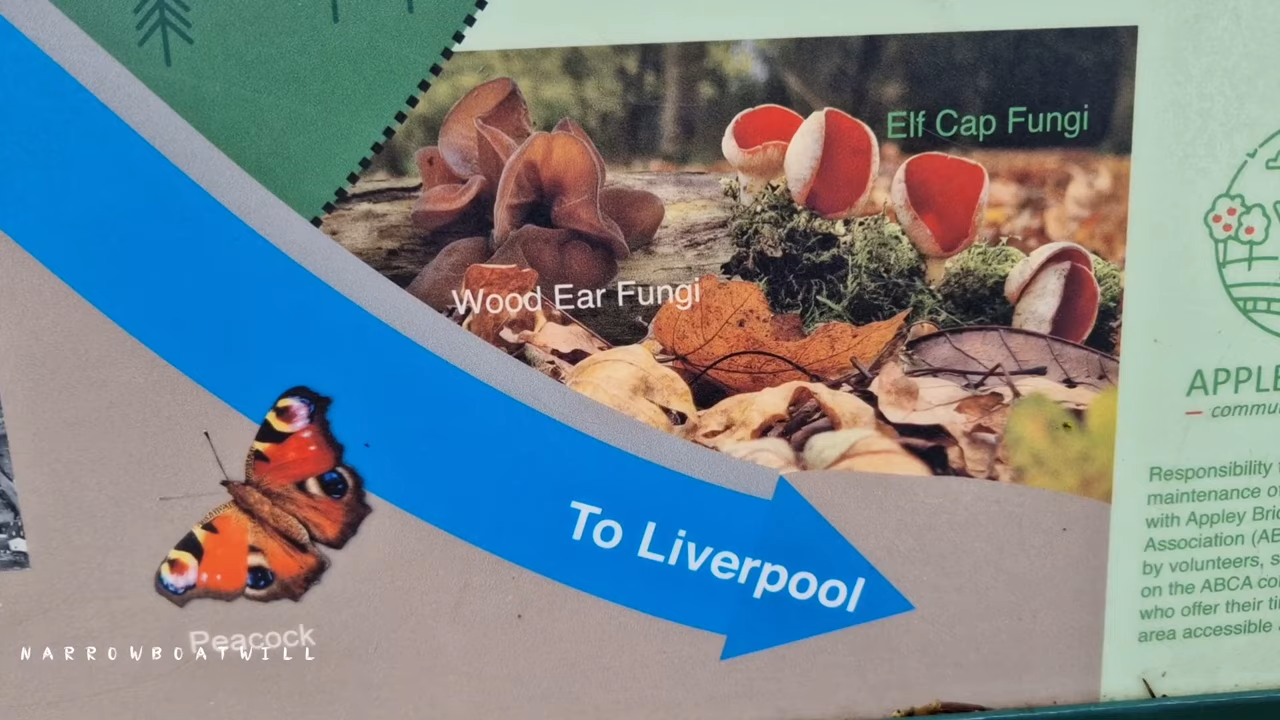 Elf Cap Fungi
Wood Ear Fungi
To Liverpool
Peacock
NARROWBOATWILL
APPLE
commu
Responsibility
maintenance of
with Appley Brid
Association (AB
by volunteers, s
on the ABCA co
who offer their ti
area accessible